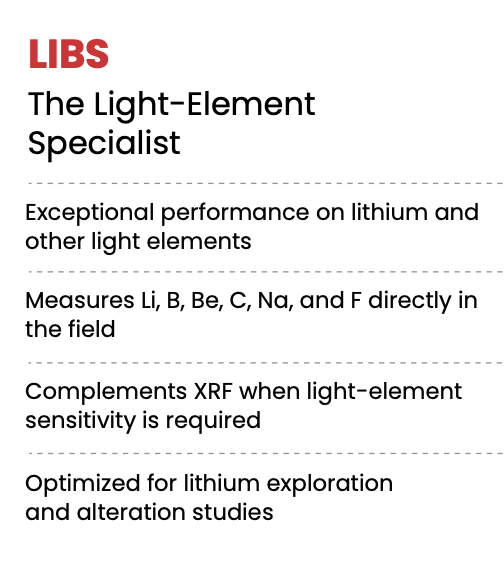 LIBS
The Light-Element
Specialist
Exceptional performance on lithium and
other light elements
Measures Li, B, Be, C, Na, and F directly in
the field
Complements XRF when light-element
sensitivity is required
Optimized for lithium exploration
and alteration studies